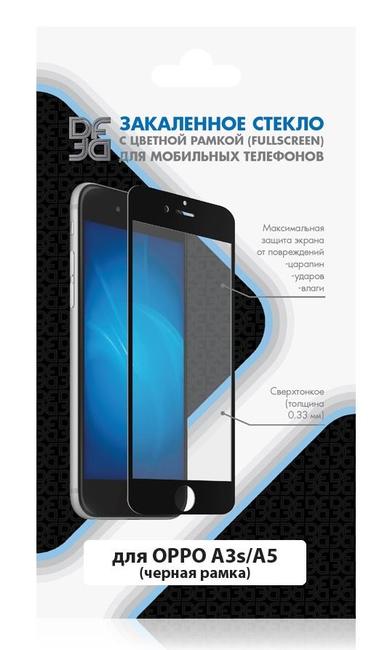 DF
DF
ЗАКАЛЕННОЕ СТЕКЛО
С ЦВЕТНОЙ РАМКОЙ (FULLSCREEN)
ДЛЯ МОБИЛЬНЫХ ТЕЛЕФОНОВ
Максимальная
защита экрана
от повреждений
-царапин
-ударов
-влаги
Сверхтонкое
(толщина
0,33 мм)
для OPPO A3s/A5
(черная рамка)